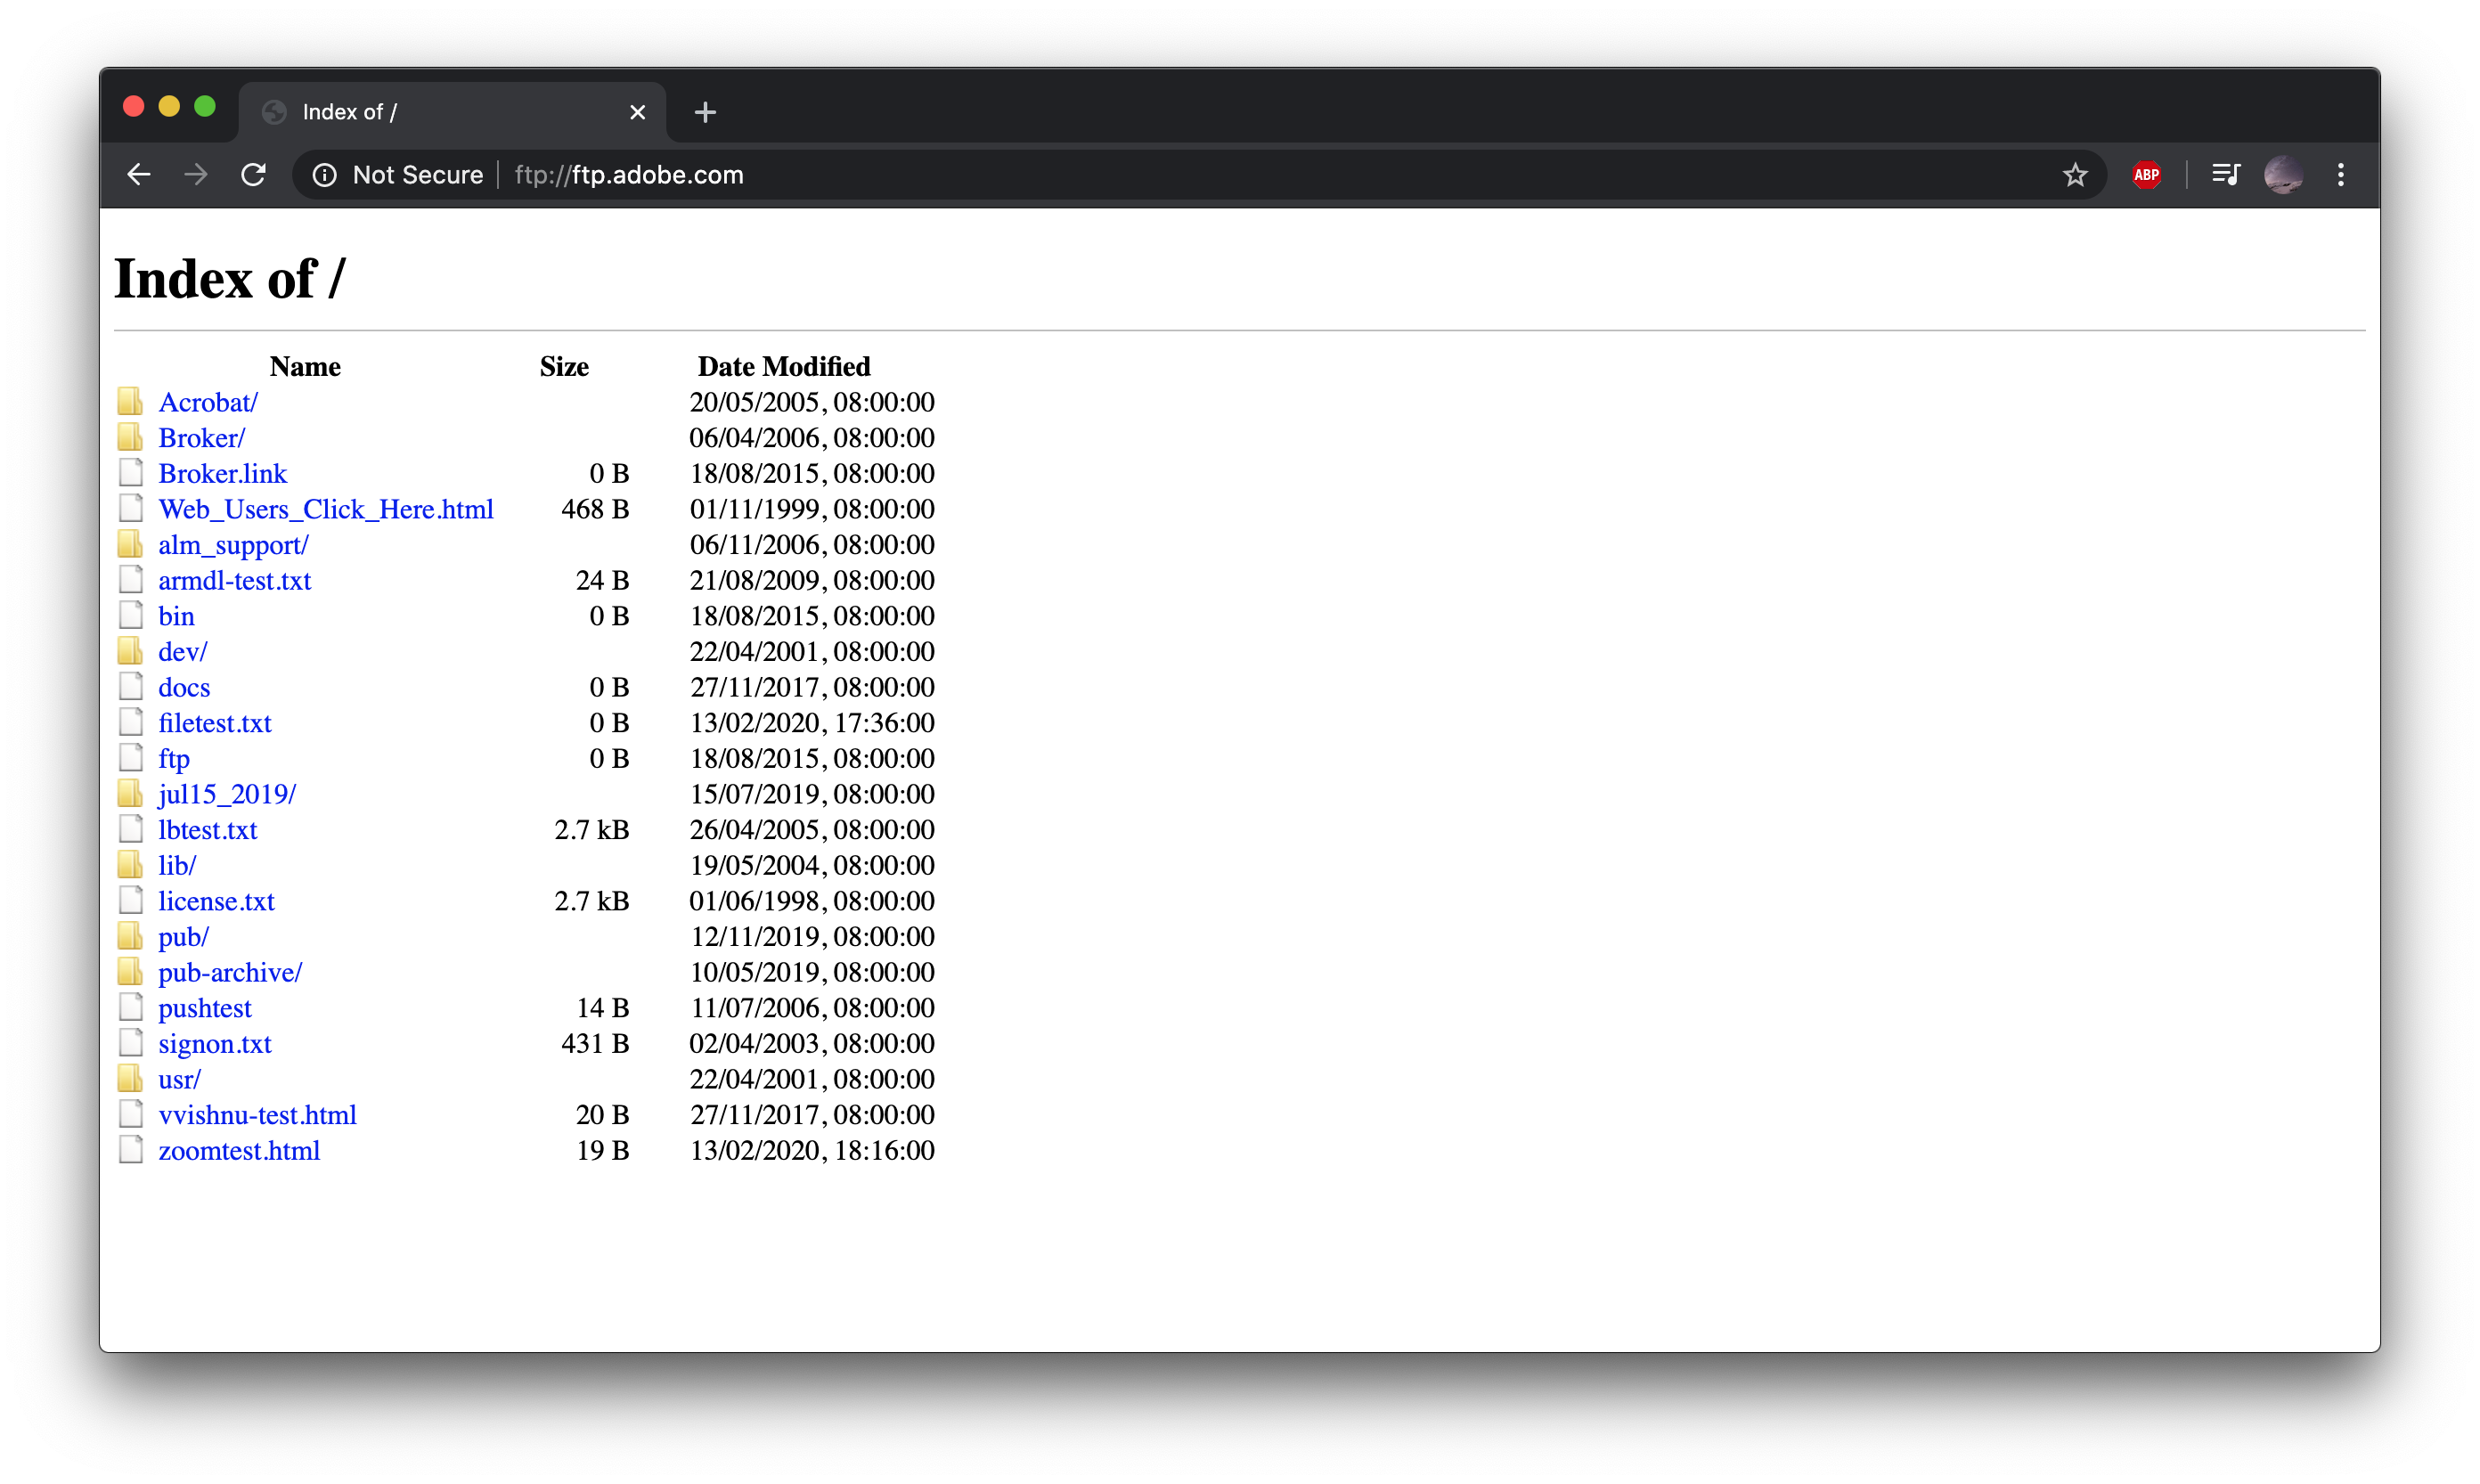 Index of /
Not Secure ftp://ftp.adobe.com ABP
Index of /
Name Size Date Modified
Acrobat/ 20/05/2005, 08:00:00
Broker/ 06/04/2006, 08:00:00
Broker.link 0 B 18/08/2015, 08:00:00
Web_Users_Click_Here.html 468 B 01/11/1999, 08:00:00
alm_support/ 06/11/2006, 08:00:00
armdl-test.txt 24 B 21/08/2009, 08:00:00
bin 0 B 18/08/2015, 08:00:00
dev/ 22/04/2001, 08:00:00
docs 0 B 27/11/2017, 08:00:00
filetest.txt 0 B 13/02/2020, 17:36:00
ftp 0 B 18/08/2015, 08:00:00
jul15_2019/ 15/07/2019, 08:00:00
lbtest.txt 2.7 kB 26/04/2005, 08:00:00
lib/ 19/05/2004, 08:00:00
license.txt 2.7 kB 01/06/1998, 08:00:00
pub/ 12/11/2019, 08:00:00
pub-archive/ 10/05/2019, 08:00:00
pushtest 14 B 11/07/2006, 08:00:00
signon.txt 431 B 02/04/2003, 08:00:00
usr/ 22/04/2001, 08:00:00
vvishnu-test.html 20 B 27/11/2017, 08:00:00
zoomtest.html 19 B 13/02/2020, 18:16:00